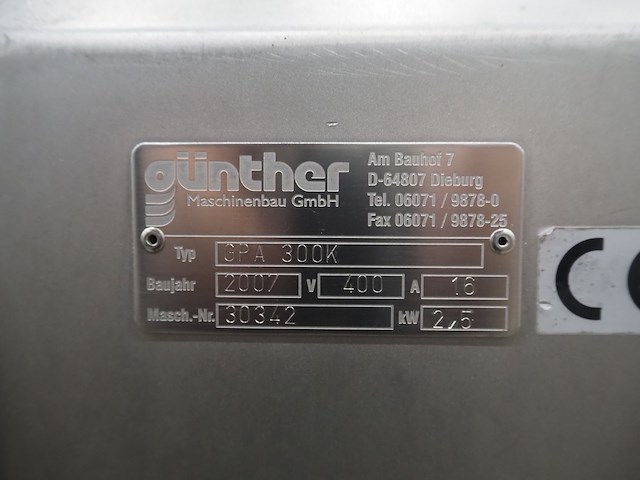 günther
Maschinenbau GmbH
Am Bauhof 7
D-64807 Dieburg
Tel. 06071 / 9878-0
Fax 06071 / 9878-25
Typ GPA 300K
Baujahr 2007 V 400 A 16
Masch.-Nr. 30342 kW 2,5
CE